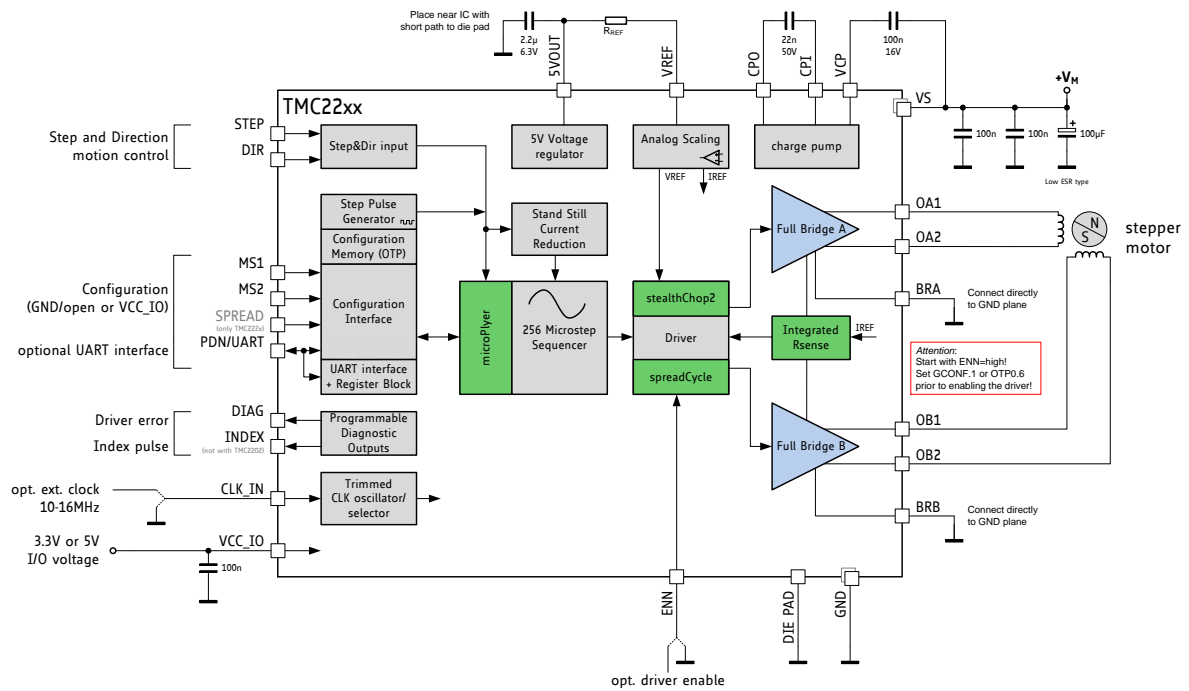 Place near IC with
short path to die pad
2.2µ
6.3V
RREF
5VOUT
VREF
22n
50V
CPO
CPI
VCP
100n
16V
+VM
VS
100n
100n
+
100µF
Low ESR type
TMC22xx
Step and Direction
motion control
STEP
DIR
Step&Dir input
5V Voltage
regulator
Analog Scaling
VREF
IREF
charge pump
Step Pulse
Generator
Configuration
Memory (OTP)
Stand Still
Current
Reduction
Full Bridge A
OA1
OA2
N
S
stepper
motor
Configuration
(GND/open or VCC_IO)
optional UART interface
MS1
MS2
SPREAD
(only TMC222x)
PDN/UART
Configuration
Interface
UART interface
+ Register Block
microPlyer
256 Microstep
Sequencer
stealthChop2
Driver
spreadCycle
Integrated
Rsense
IREF
BRA
Connect directly
to GND plane
Attention:
Start with ENN=high!
Set GCONF.1 or OTP0.6
prior to enabling the driver!
Driver error
Index pulse
DIAG
INDEX
(not with TMC2202)
Programmable
Diagnostic
Outputs
Full Bridge B
OB1
OB2
opt. ext. clock
10-16MHz
CLK_IN
Trimmed
CLK oscillator/
selector
BRB
Connect directly
to GND plane
3.3V or 5V
I/O voltage
VCC_IO
100n
ENN
DIE PAD
GND
opt. driver enable